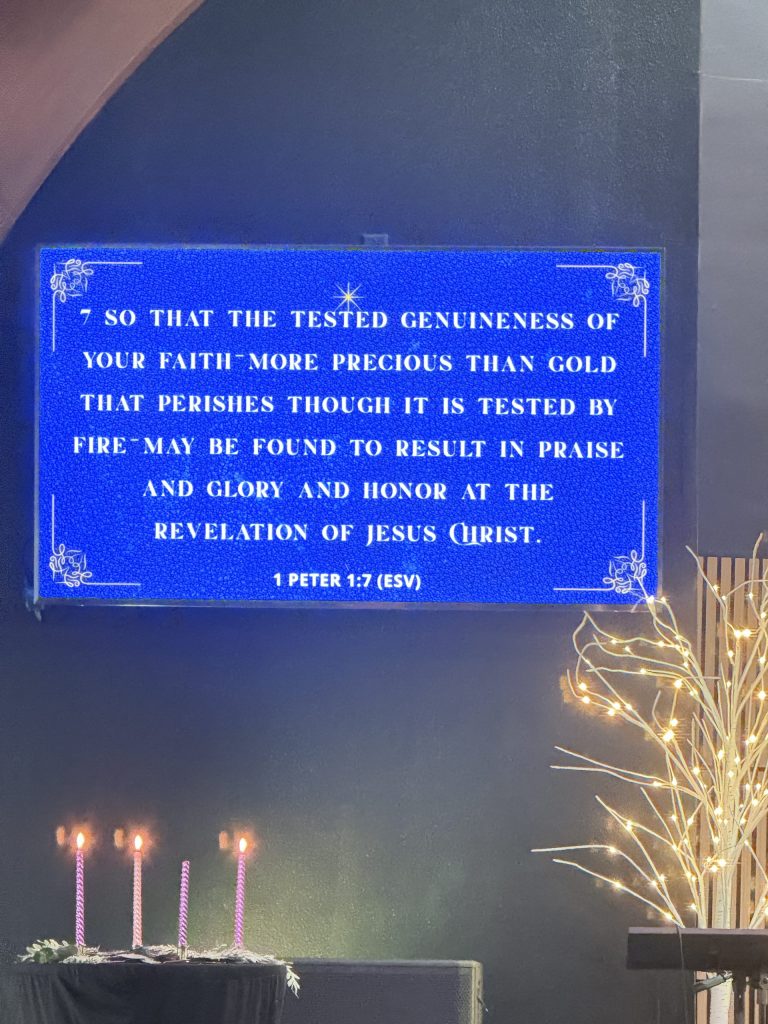 7 SO THAT THE TESTED GENUINENESS OF
YOUR FAITH–MORE PRECIOUS THAN GOLD
THAT PERISHES THOUGH IT IS TESTED BY
FIRE–MAY BE FOUND TO RESULT IN PRAISE
AND GLORY AND HONOR AT THE
REVELATION OF JESUS CHRIST.
1 PETER 1:7 (ESV)